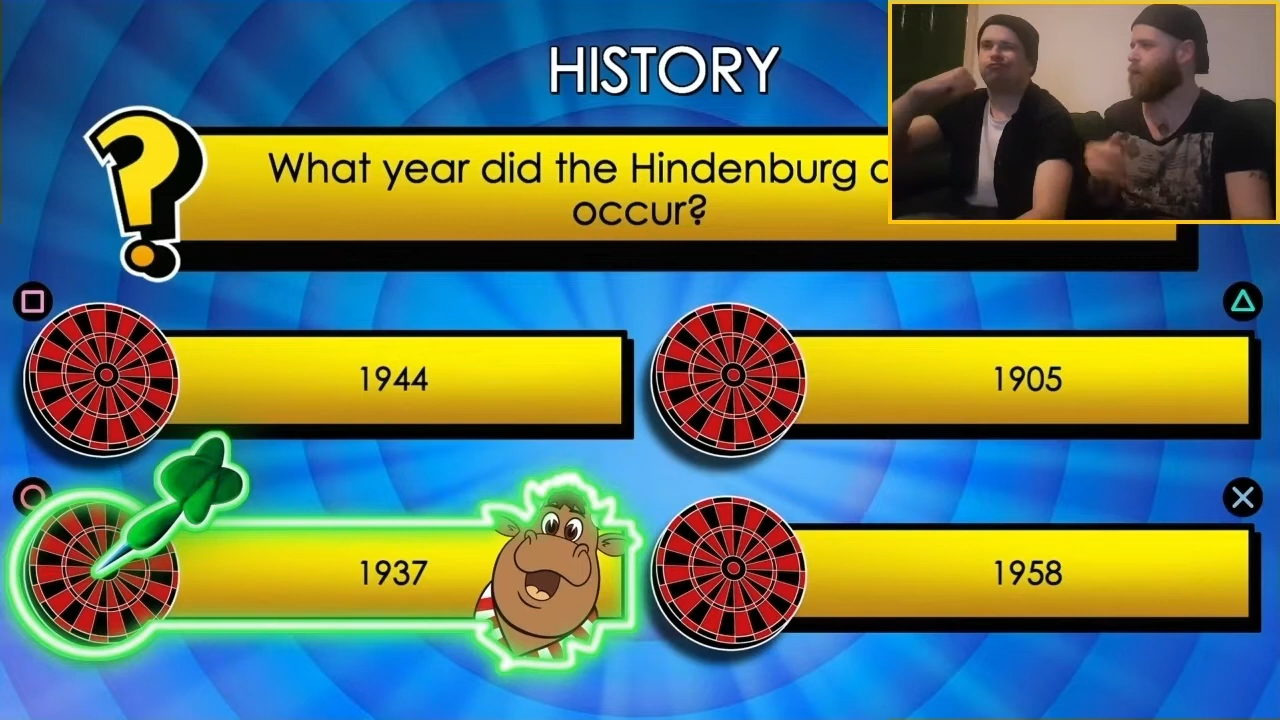 HISTORY
What year did the Hindenburg
occur?
1944
1905
1937
1958